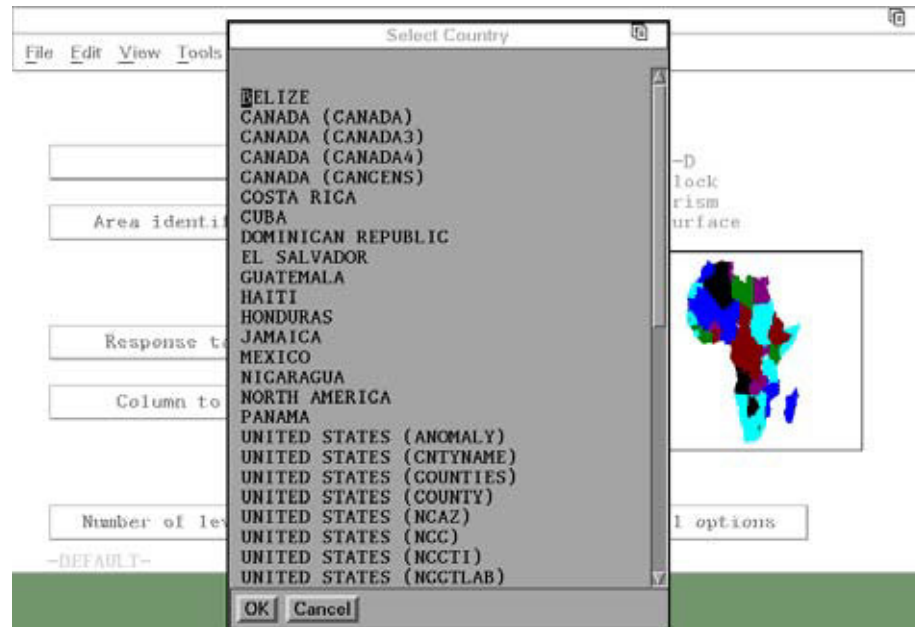 Select Country
File Edit View Tools
BELIZE
CANADA (CANADA)
CANADA (CANADA3)
CANADA (CANADA4)
CANADA (CANCENS)
COSTA RICA
CUBA
DOMINICAN REPUBLIC
EL SALVADOR
GUATEMALA
HAITI
HONDURAS
JAMAICA
MEXICO
NICARAGUA
NORTH AMERICA
PANAMA
UNITED STATES (ANOMALY)
UNITED STATES (CNTYNAME)
UNITED STATES (COUNTIES)
UNITED STATES (COUNTY)
UNITED STATES (NCAZ)
UNITED STATES (NCC)
UNITED STATES (NCCTI)
UNITED STATES (NCCTLAB)
OK Cancel
Area identif
Response to
Column to
Number of lev
-DEFAULT-
-D
lock
rism
urface
l options